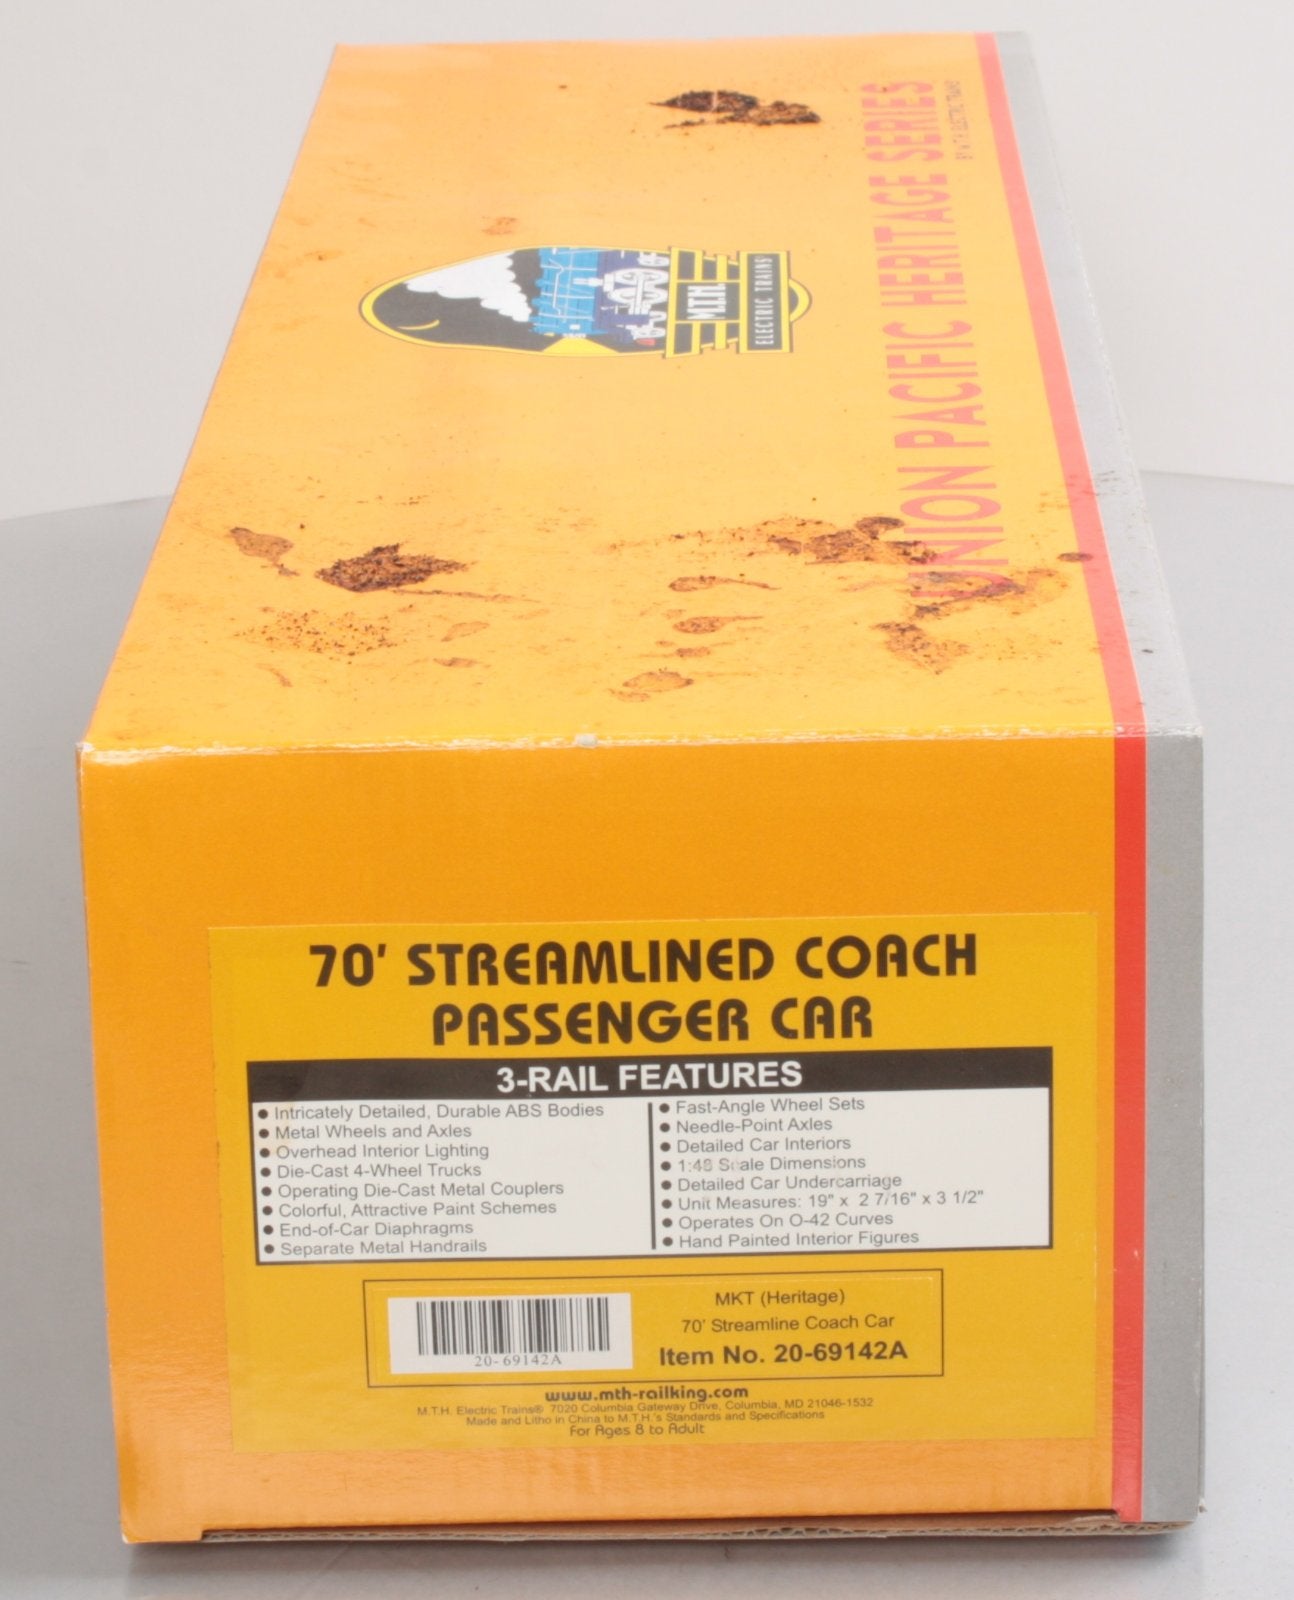 UNION PACIFIC HERITAGE SERIES
BY M.T.H. ELECTRIC TRAINS
M.T.H.
ELECTRIC TRAINS
70' STREAMLINED COACH
PASSENGER CAR
3-RAIL FEATURES
● Intricately Detailed, Durable ABS Bodies
● Metal Wheels and Axles
● Overhead Interior Lighting
● Die-Cast 4-Wheel Trucks
● Operating Die-Cast Metal Couplers
● Colorful, Attractive Paint Schemes
● End-of-Car Diaphragms
● Separate Metal Handrails
● Fast-Angle Wheel Sets
● Needle-Point Axles
● Detailed Car Interiors
● 1:48 Scale Dimensions
● Detailed Car Undercarriage
● Unit Measures: 19" x 2 7/16" x 3 1/2"
● Operates On O-42 Curves
● Hand Painted Interior Figures
20-69142A
MKT (Heritage)
70' Streamline Coach Car
Item No. 20-69142A
www.mth-railking.com
M.T.H. Electric Trains® 7020 Columbia Gateway Drive, Columbia, MD 21046-1532
Made and Litho in China to M.T.H.'s Standards and Specifications
For Ages 8 to Adult